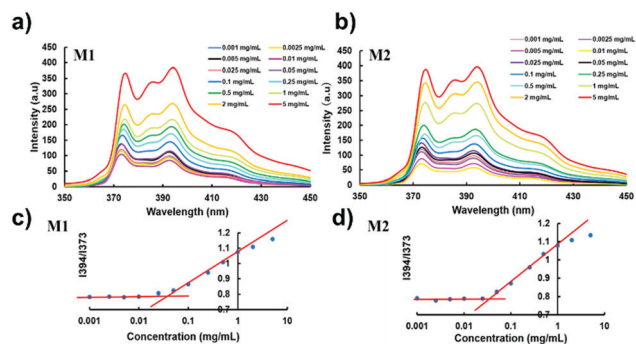 a)
M1
450
400
350
300
250
200
150
100
50
0
Intensity (a.u)
0.001 mg/mL 0.0025 mg/mL
0.005 mg/mL 0.01 mg/mL
0.025 mg/mL 0.05 mg/mL
0.1 mg/mL 0.25 mg/mL
0.5 mg/mL 1 mg/mL
2 mg/mL 5 mg/mL
350 370 390 410 430 450
Wavelength (nm)
b)
M2
450
400
350
300
250
200
150
100
50
0
Intensity (a.u)
0.001 mg/mL 0.0025 mg/mL
0.005 mg/mL 0.01 mg/mL
0.025 mg/mL 0.05 mg/mL
0.1 mg/mL 0.25 mg/mL
0.5 mg/mL 1 mg/mL
2 mg/mL 5 mg/mL
350 370 390 410 430 450
Wavelength (nm)
c)
M1
I394/I373
1.2
1.1
1
0.9
0.8
0.7
0.001 0.01 0.1 1 10
Concentration (mg/mL)
d)
M2
I394/I373
1.2
1.1
1
0.9
0.8
0.7
0.001 0.01 0.1 1 10
Concentration (mg/mL)